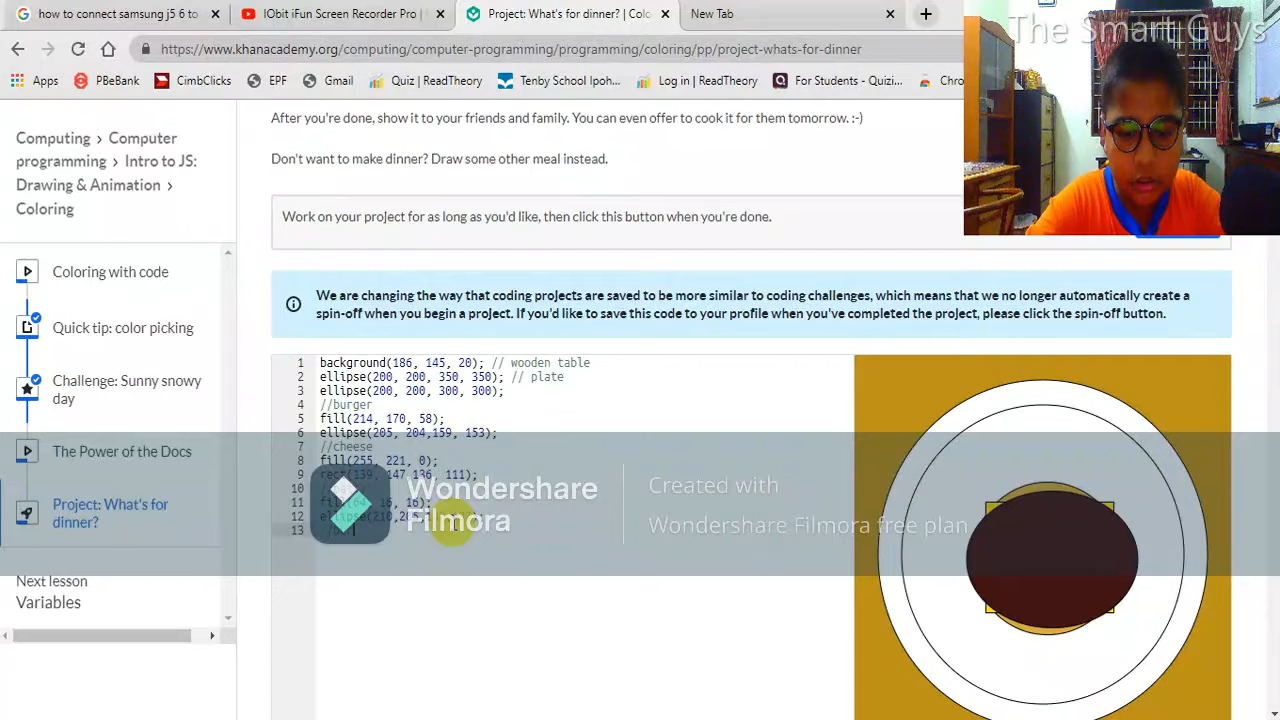 how to connect samsung j5 6 to
Project: What's for dinner? | Col
New Tab
The Smart Guys
https://www.khanacademy.org/computing/computer-programming/programming/coloring/pp/project-whats-for-dinner
Apps
PBeBank
CimbClicks
EPF
Gmail
Quiz | ReadTheory
Tenby School Ipoh...
Log in | ReadTheory
For Students - Quizi...
Chro
Computing › Computer
programming › Intro to JS:
Drawing & Animation ›
Coloring
Coloring with code
Quick tip: color picking
Challenge: Sunny snowy
day
The Power of the Docs
Project: What's for
dinner?
Next lesson
Variables
After you're done, show it to your friends or family. You can even offer to cook it for them tomorrow. :-)
Don't want to make dinner? Draw some other meal instead.
Work on your project for as long as you'd like, then click this button when you're done.
We are changing the way that coding projects are saved to be more similar to coding challenges, which means that we no longer automatically create a
spin-off when you begin a project. If you'd like to save this code to your profile when you've completed the project, please click the spin-off button.
1 background(185, 145, 20); // wooden table
2 ellipse(200, 200, 350, 350); // plate
3 ellipse(200, 200, 300, 300);
4 //burger
5 fill(214, 170, 58);
6 ellipse(205, 204,159, 153);
7 //cheese
8 fill(255, 221, 0);
9 rect(139, 147,136, 111);
10
11
12 ellipse(
13
Wondershare
Filmora
Created with
Wondershare Filmora free plan